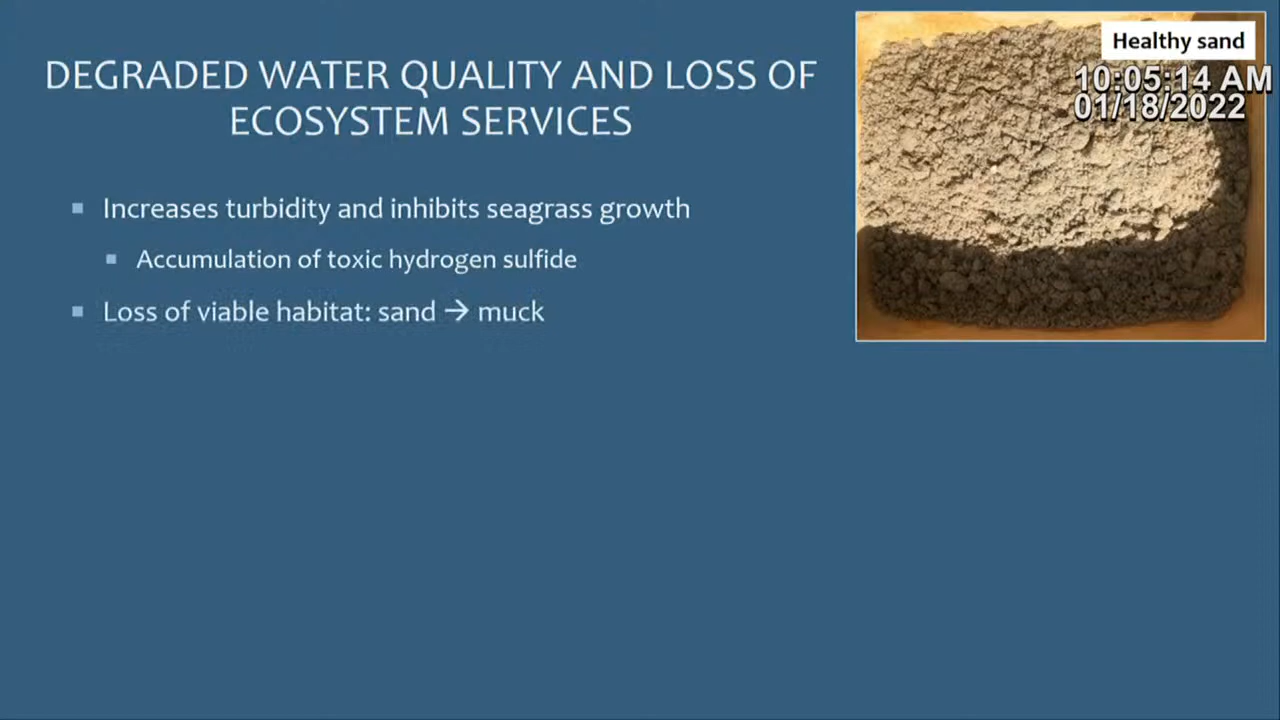 DEGRADED WATER QUALITY AND LOSS OF
ECOSYSTEM SERVICES
Increases turbidity and inhibits seagrass growth
Accumulation of toxic hydrogen sulfide
Loss of viable habitat: sand → muck
Healthy sand
10:05:14 AM
01/18/2022